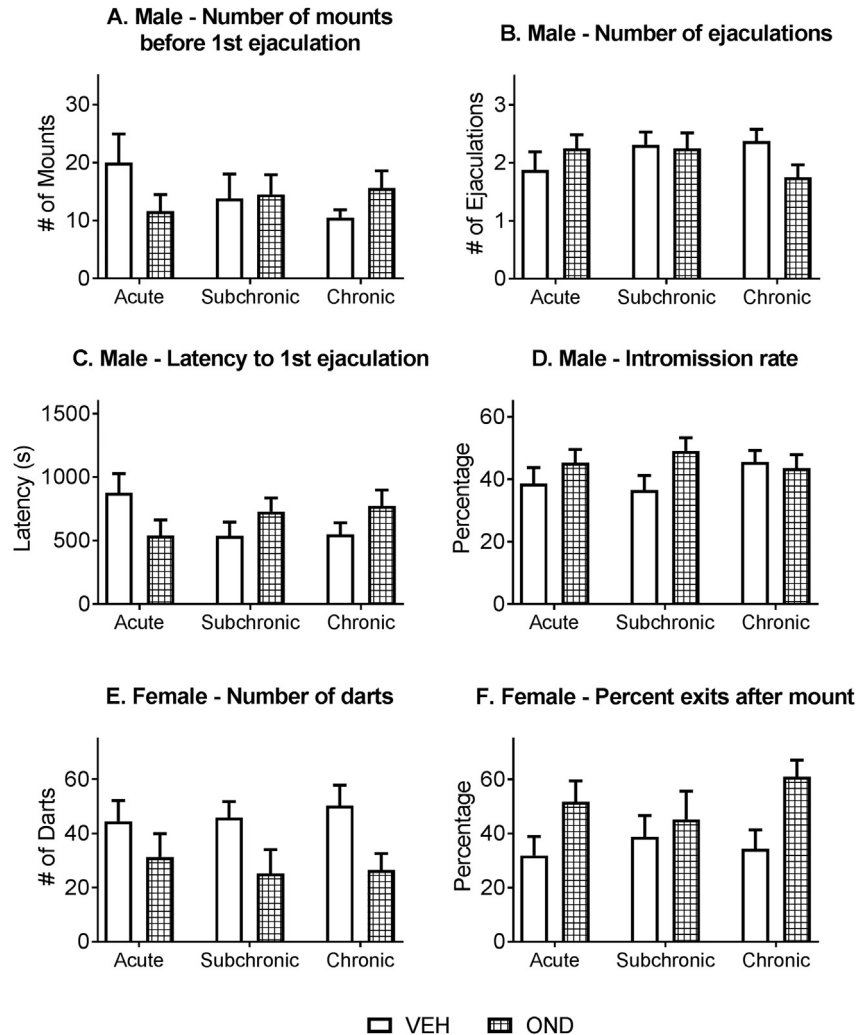 A. Male - Number of mounts
before 1st ejaculation
# of Mounts
30
20
10
0
Acute
Subchronic
Chronic
B. Male - Number of ejaculations
# of Ejaculations
3
2
1
0
Acute
Subchronic
Chronic
C. Male - Latency to 1st ejaculation
Latency (s)
1500
1000
500
0
Acute
Subchronic
Chronic
D. Male - Intromission rate
Percentage
60
40
20
0
Acute
Subchronic
Chronic
E. Female - Number of darts
# of Darts
60
40
20
0
Acute
Subchronic
Chronic
F. Female - Percent exits after mount
Percentage
60
40
20
0
Acute
Subchronic
Chronic
VEH
OND